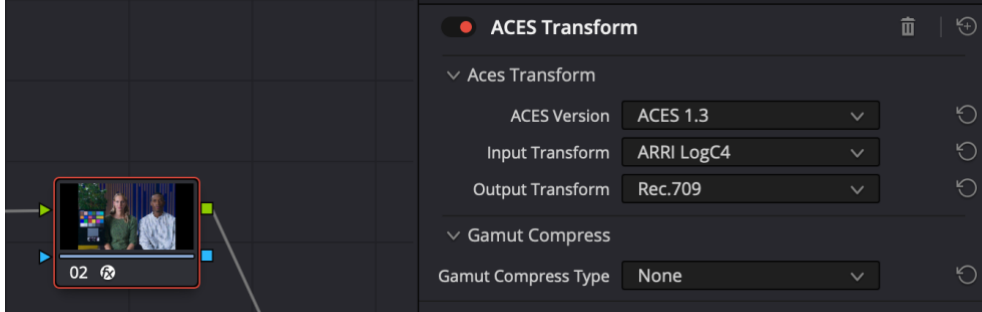 ACES Transform
Aces Transform
ACES Version ACES 1.3
Input Transform ARRI LogC4
Output Transform Rec.709
Gamut Compress
Gamut Compress Type None
02 fx